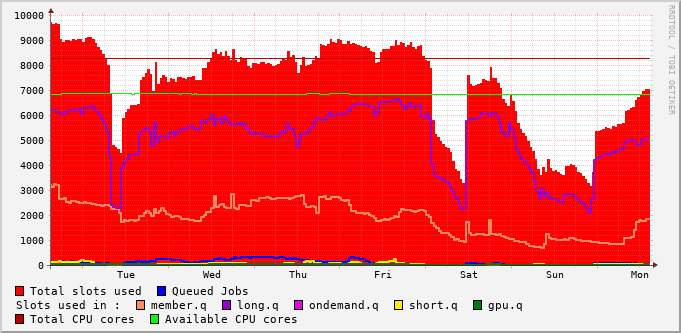 10000
9000
8000
7000
6000
5000
4000
3000
2000
1000
0
Tue Wed Thu Fri Sat Sun Mon
Total slots used Queued Jobs
Slots used in : member.q long.q ondemand.q short.q gpu.q
Total CPU cores Available CPU cores
RRDTOOL / TOBI OETIKER